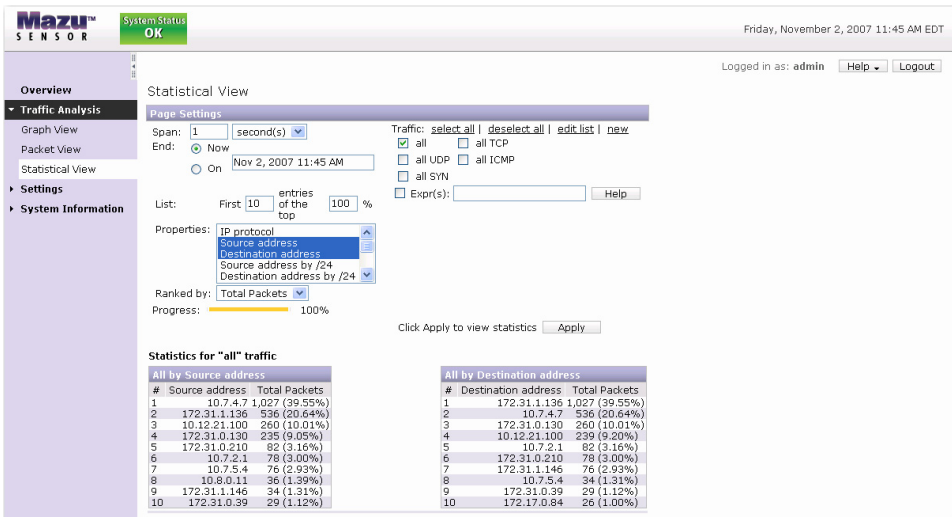 Mazu™
SENSOR
System Status
OK
Friday, November 2, 2007 11:45 AM EDT
Logged in as: admin Help Logout
Overview
Traffic Analysis
Graph View
Packet View
Statistical View
Settings
System Information
Statistical View
Page Settings
Span: 1 second(s)
End: Now
On Nov 2, 2007 11:45 AM
List: First 10 entries of the top 100 %
Properties: IP protocol
Source address
Destination address
Source address by /24
Destination address by /24
Ranked by: Total Packets
Progress: 100%
Traffic: select all | deselect all | edit list | new
all all TCP
all UDP all ICMP
all SYN
Expr(s): Help
Click Apply to view statistics Apply
Statistics for "all" traffic
All by Source address
# Source address Total Packets
1 10.7.4.7 1,027 (39.55%)
2 172.31.1.136 536 (20.64%)
3 10.12.21.100 260 (10.01%)
4 172.31.0.130 235 (9.05%)
5 172.31.0.210 82 (3.16%)
6 10.7.2.1 78 (3.00%)
7 10.7.5.4 76 (2.93%)
8 10.8.0.11 36 (1.39%)
9 172.31.1.146 34 (1.31%)
10 172.31.0.39 29 (1.12%)
All by Destination address
# Destination address Total Packets
1 172.31.1.136 1,027 (39.55%)
2 10.7.4.7 536 (20.64%)
3 172.31.0.130 260 (10.01%)
4 10.12.21.100 239 (9.20%)
5 10.7.2.1 82 (3.16%)
6 172.31.0.210 78 (3.00%)
7 172.31.1.146 76 (2.93%)
8 10.7.5.4 34 (1.31%)
9 172.31.0.39 29 (1.12%)
10 172.17.0.84 26 (1.00%)